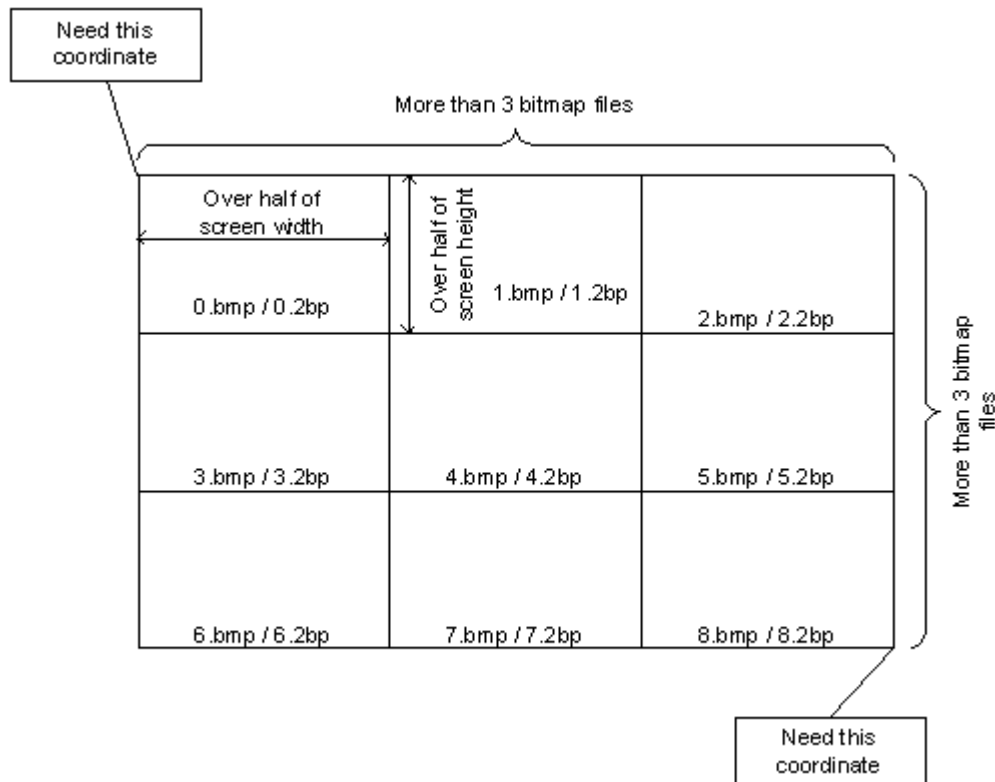 Need this
coordinate
More than 3 bitmap files
Over half of
screen width
Over half of
screen height
0.bmp / 0.2bp
1.bmp / 1.2bp
2.bmp / 2.2bp
More than 3 bitmap
files
3.bmp / 3.2bp
4.bmp / 4.2bp
5.bmp / 5.2bp
6.bmp / 6.2bp
7.bmp / 7.2bp
8.bmp / 8.2bp
Need this
coordinate